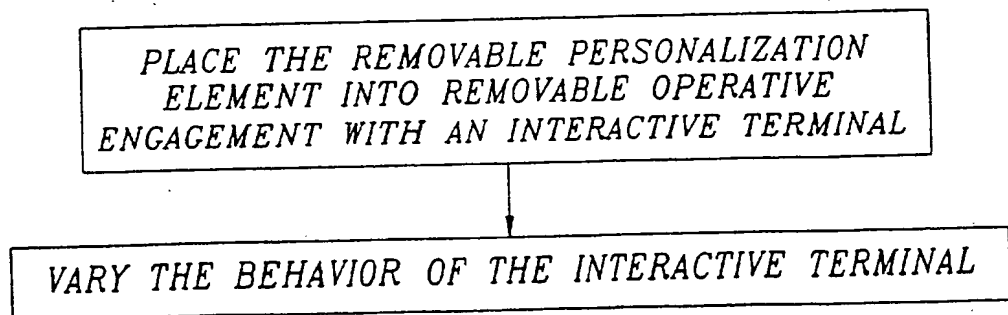 PLACE THE REMOVABLE PERSONALIZATION
ELEMENT INTO REMOVABLE OPERATIVE
ENGAGEMENT WITH AN INTERACTIVE TERMINAL
VARY THE BEHAVIOR OF THE INTERACTIVE TERMINAL